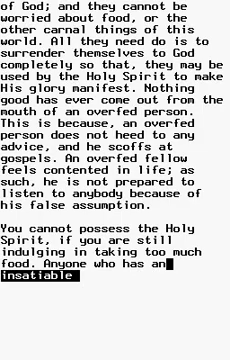 of God; and they cannot be
worried about food, or the
other carnal things of this
world. All they need do is to
surrender themselves to God
completely so that, they may be
used by the Holy Spirit to make
His glory manifest. Nothing
good has ever come out from the
mouth of an overfed person.
This is because, an overfed
person does not heed to any
advice, and he scoffs at
gospels. An overfed fellow
feels contented in life; as
such, he is not prepared to
listen to anybody because of
his false assumption.

You cannot possess the Holy
Spirit, if you are still
indulging in taking too much
food. Anyone who has an
insatiable